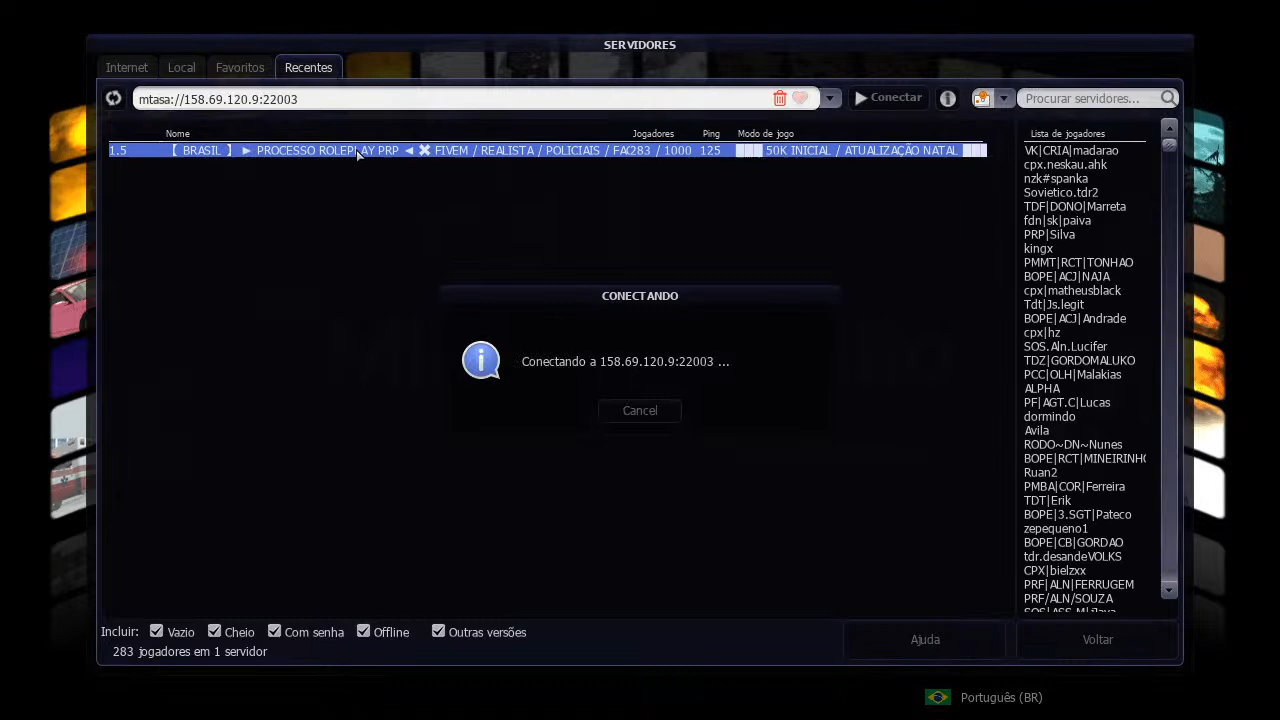 SERVIDORES
Internet Local Favoritos Recentes
mtasa://158.69.120.9:22003 Conectar Procurar servidores...
Nome Jogadores Ping Modo de jogo Lista de jogadores
1.5 【 BRASIL 】 ► PROCESSO ROLEPLAY PRP ◄ ✖ FIVEM / REALISTA / POLICIAIS / FAC 283 / 1000 125 ███ 50K INICIAL / ATUALIZAÇÃO NATAL ███
VK|CRIA|madarao
cpx.neskau.ahk
nzk#spanka
Sovietico.tdr2
TDF|DONO|Marreta
fdn|sk|paiva
PRP|Silva
kingx
PMMT|RCT|TONHAO
BOPE|ACJ|NAJA
cpx|matheusblack
Tdt|Js.legit
BOPE|ACJ|Andrade
cpx|hz
SOS.Aln.Lucifer
TDZ|GORDOMALUKO
PCC|OLH|Malakias
ALPHA
PF|AGT.C|Lucas
dormindo
Avila
RODO~DN~Nunes
BOPE|RCT|MINEIRINHO
Ruan2
PMBA|COR|Ferreira
TDT|Erik
BOPE|3.SGT|Pateco
zepequeno1
BOPE|CB|GORDAO
tdr.desandeVOLKS
CPX|bielzxx
PRF|ALN|FERRUGEM
PRF/ALN/SOUZA
CONECTANDO
Conectando a 158.69.120.9:22003 ...
Cancel
Incluir: Vazio Cheio Com senha Offline Outras versões
283 jogadores em 1 servidor
Ajuda Voltar
Português (BR)